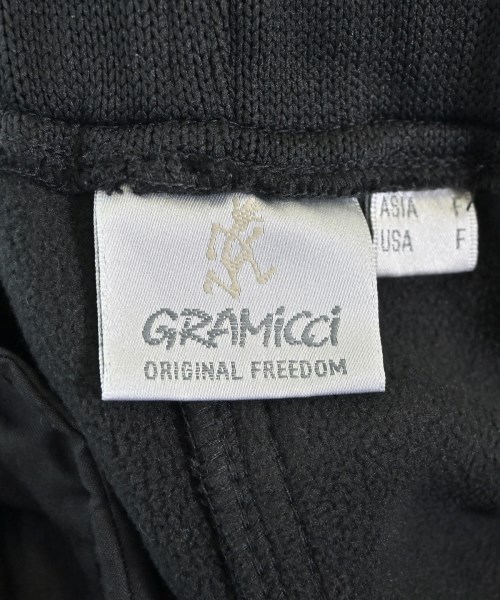 GRAMiCCi
ORIGINAL FREEDOM
ASIA F
USA F